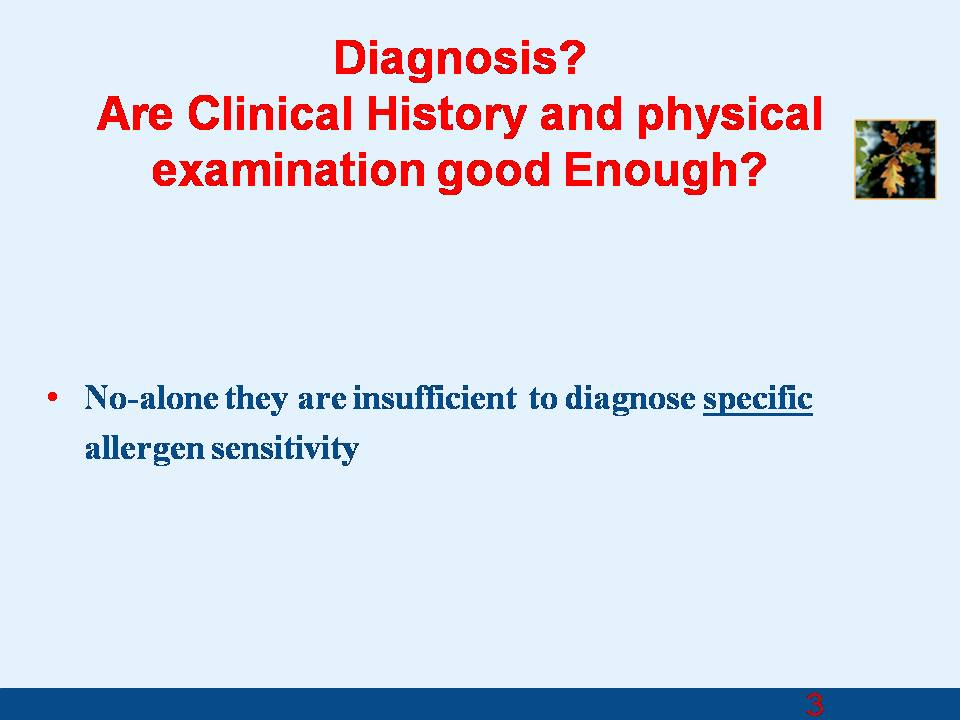 Diagnosis?
Are Clinical History and physical
examination good Enough?
• No-alone they are insufficient to diagnose specific
allergen sensitivity
3